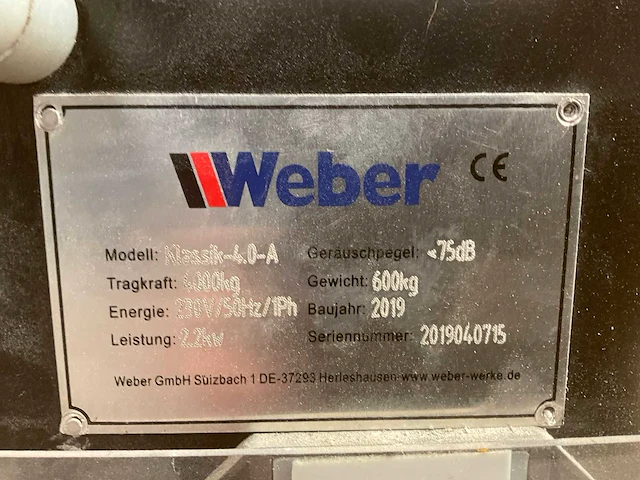 Weber CE
Modell: Klassik-4.0-A Geräuschpegel: <75dB
Tragkraft: 4000kg Gewicht: 600kg
Energie: 230V/50Hz/1Ph Baujahr: 2019
Leistung: 2.2kw Seriennummer: 2019040715
Weber GmbH Sülzbach 1 DE-37293 Herleshausen www.weber-werke.de